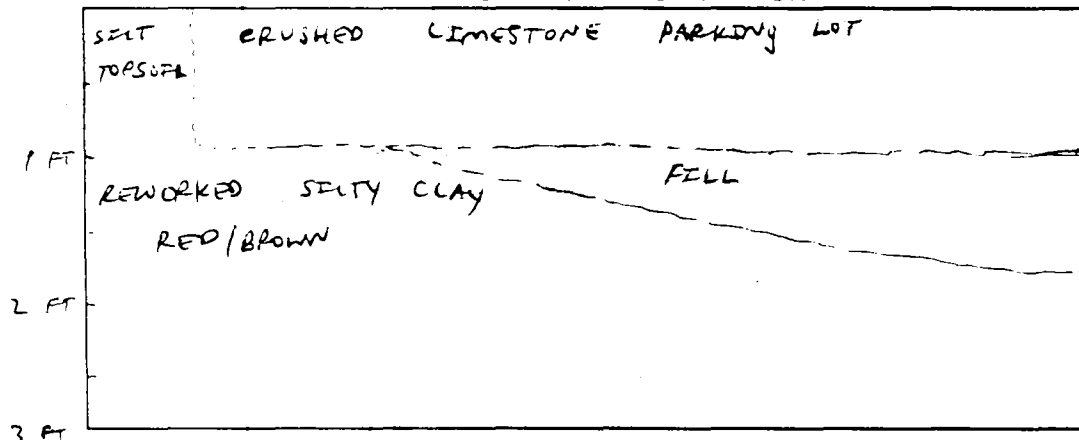 SILT CRUSHED LIMESTONE PARKING LOT
TOPSOIL
1 FT
FILL
REWORKED SILTY CLAY
RED/BROWN
2 FT
3 FT